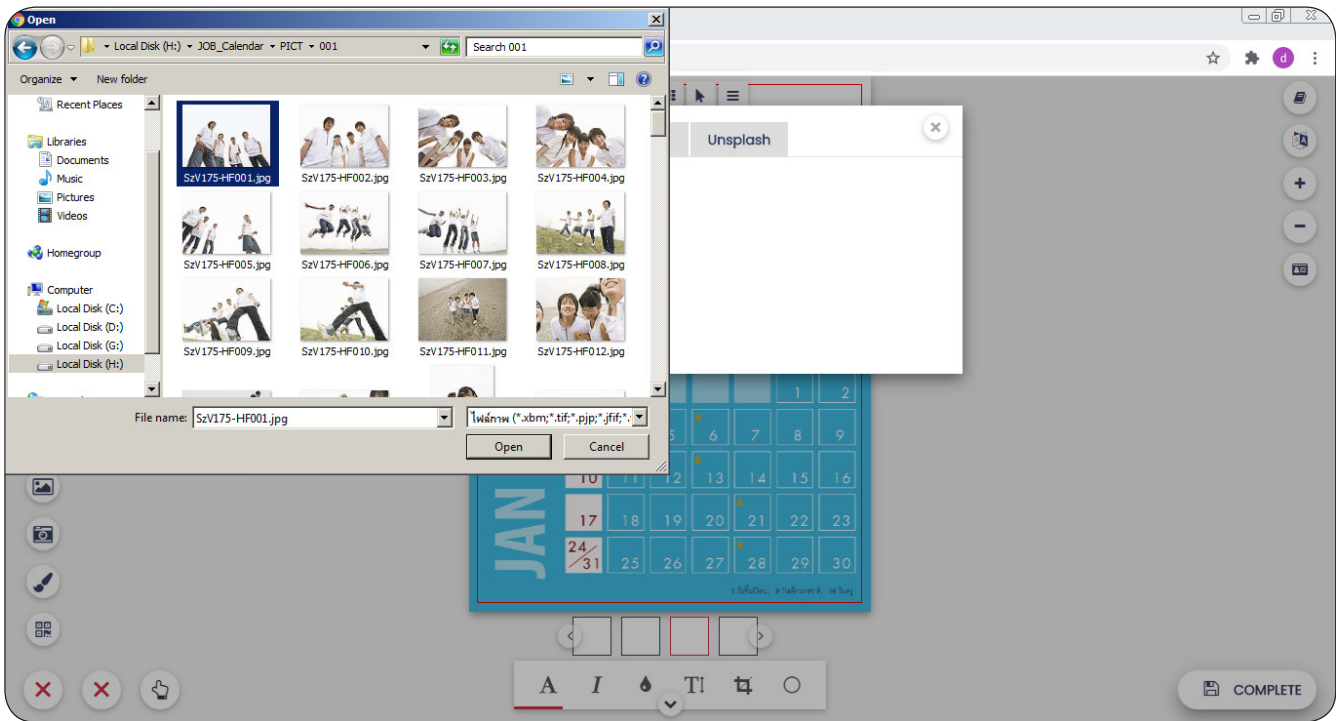 Open
Local Disk (H:) JOB_Calendar PICT 001
Search 001
Organize New folder
Recent Places
Libraries
Documents
Music
Pictures
Videos
Homegroup
Computer
Local Disk (C:)
Local Disk (D:)
Local Disk (G:)
Local Disk (H:)
SzV175-HF001.jpg SzV175-HF002.jpg SzV175-HF003.jpg SzV175-HF004.jpg
SzV175-HF005.jpg SzV175-HF006.jpg SzV175-HF007.jpg SzV175-HF008.jpg
SzV175-HF009.jpg SzV175-HF010.jpg SzV175-HF011.jpg SzV175-HF012.jpg
File name: SzV175-HF001.jpg
ไฟล์ภาพ (*.xbm;*.tif;*.pjp;*.jfif;*.
Open Cancel
d
Unsplash
JAN
1 2
5 6 7 8 9
10 11 12 13 14 15 16
17 18 19 20 21 22 23
24/31 25 26 27 28 29 30
A I T
COMPLETE